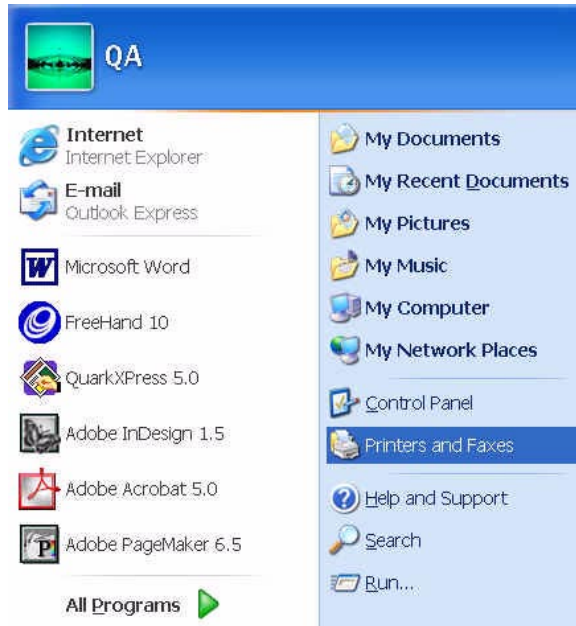 QA
Internet
Internet Explorer
E-mail
Outlook Express
Microsoft Word
FreeHand 10
QuarkXPress 5.0
Adobe InDesign 1.5
Adobe Acrobat 5.0
Adobe PageMaker 6.5
All Programs
My Documents
My Recent Documents
My Pictures
My Music
My Computer
My Network Places
Control Panel
Printers and Faxes
Help and Support
Search
Run...